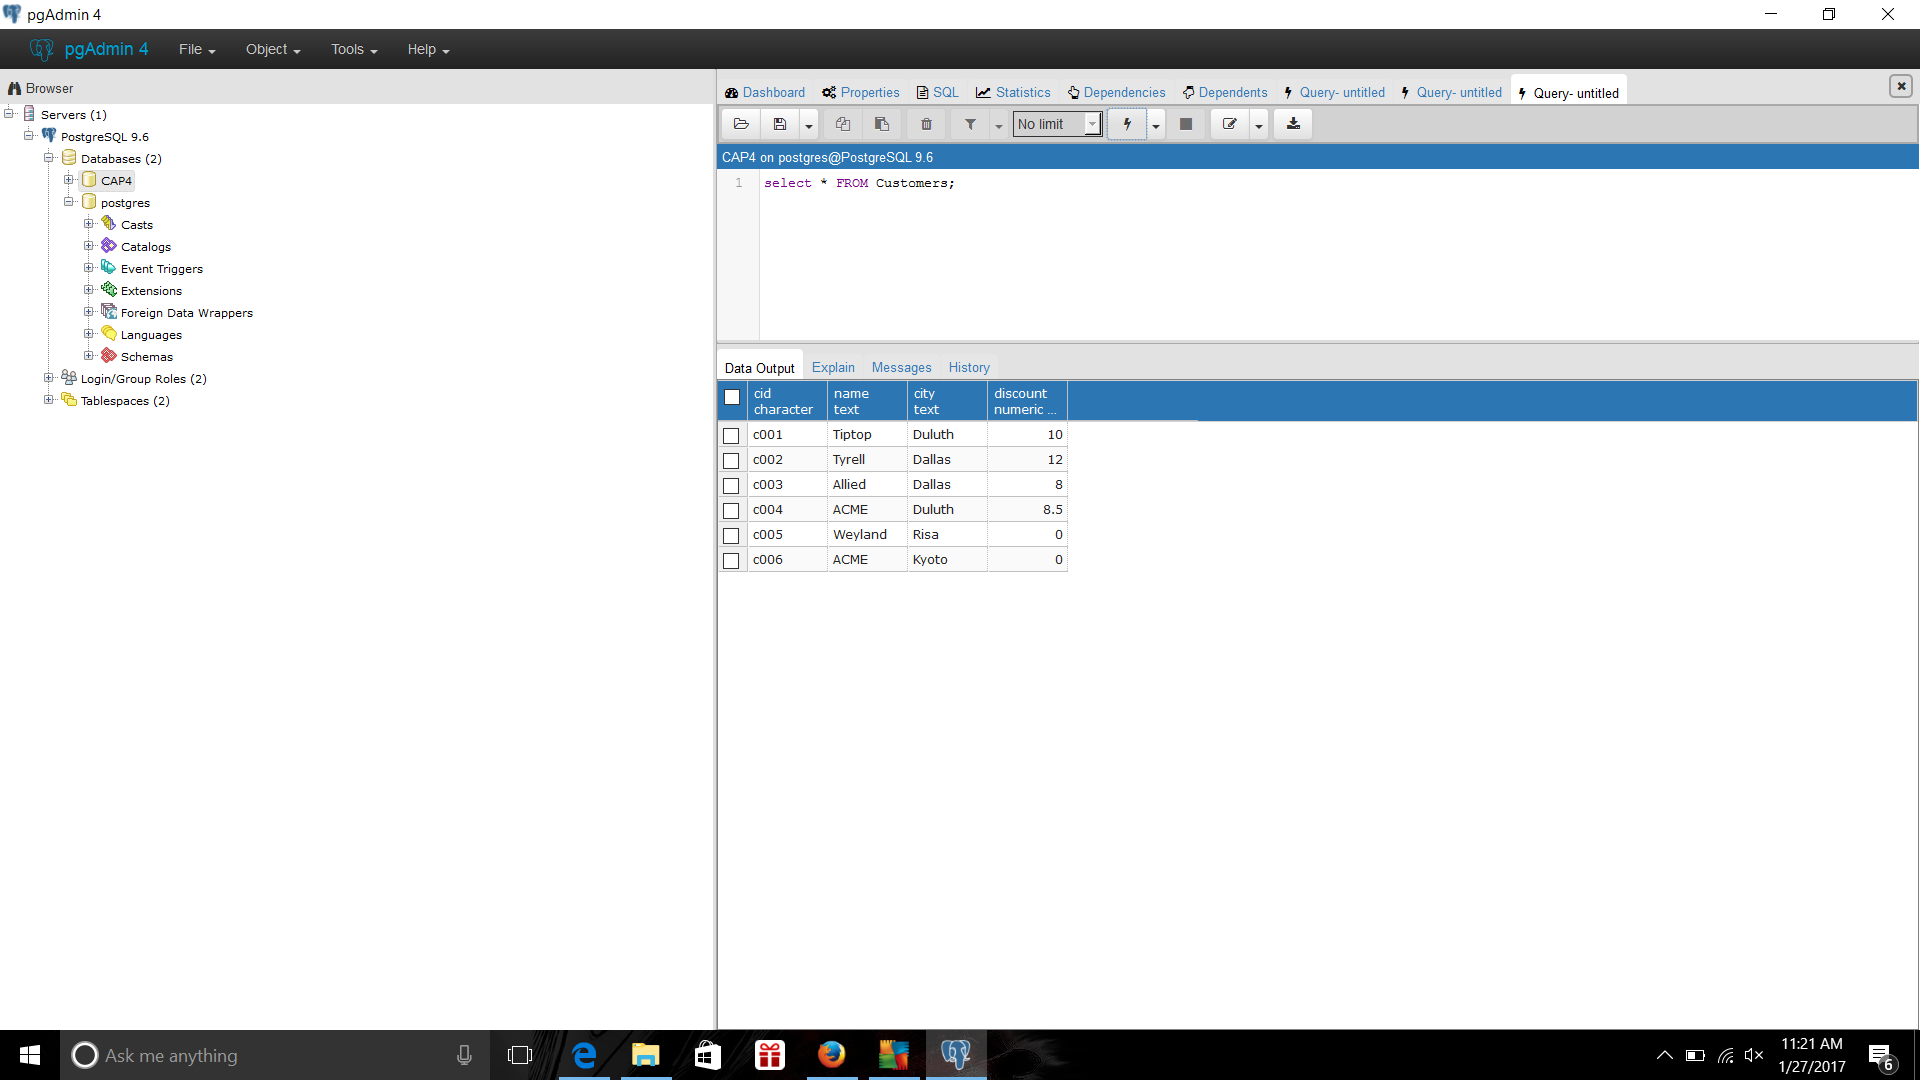 pgAdmin 4
pgAdmin 4 File Object Tools Help
Browser
Servers (1)
PostgreSQL 9.6
Databases (2)
CAP4
postgres
Casts
Catalogs
Event Triggers
Extensions
Foreign Data Wrappers
Languages
Schemas
Login/Group Roles (2)
Tablespaces (2)
Dashboard Properties SQL Statistics Dependencies Dependents Query- untitled Query- untitled Query- untitled
No limit
CAP4 on postgres@PostgreSQL 9.6
1 select * FROM Customers;
Data Output Explain Messages History
cid name city discount
character text text numeric ...
c001 Tiptop Duluth 10
c002 Tyrell Dallas 12
c003 Allied Dallas 8
c004 ACME Duluth 8.5
c005 Weyland Risa 0
c006 ACME Kyoto 0
Ask me anything
11:21 AM
1/27/2017
6